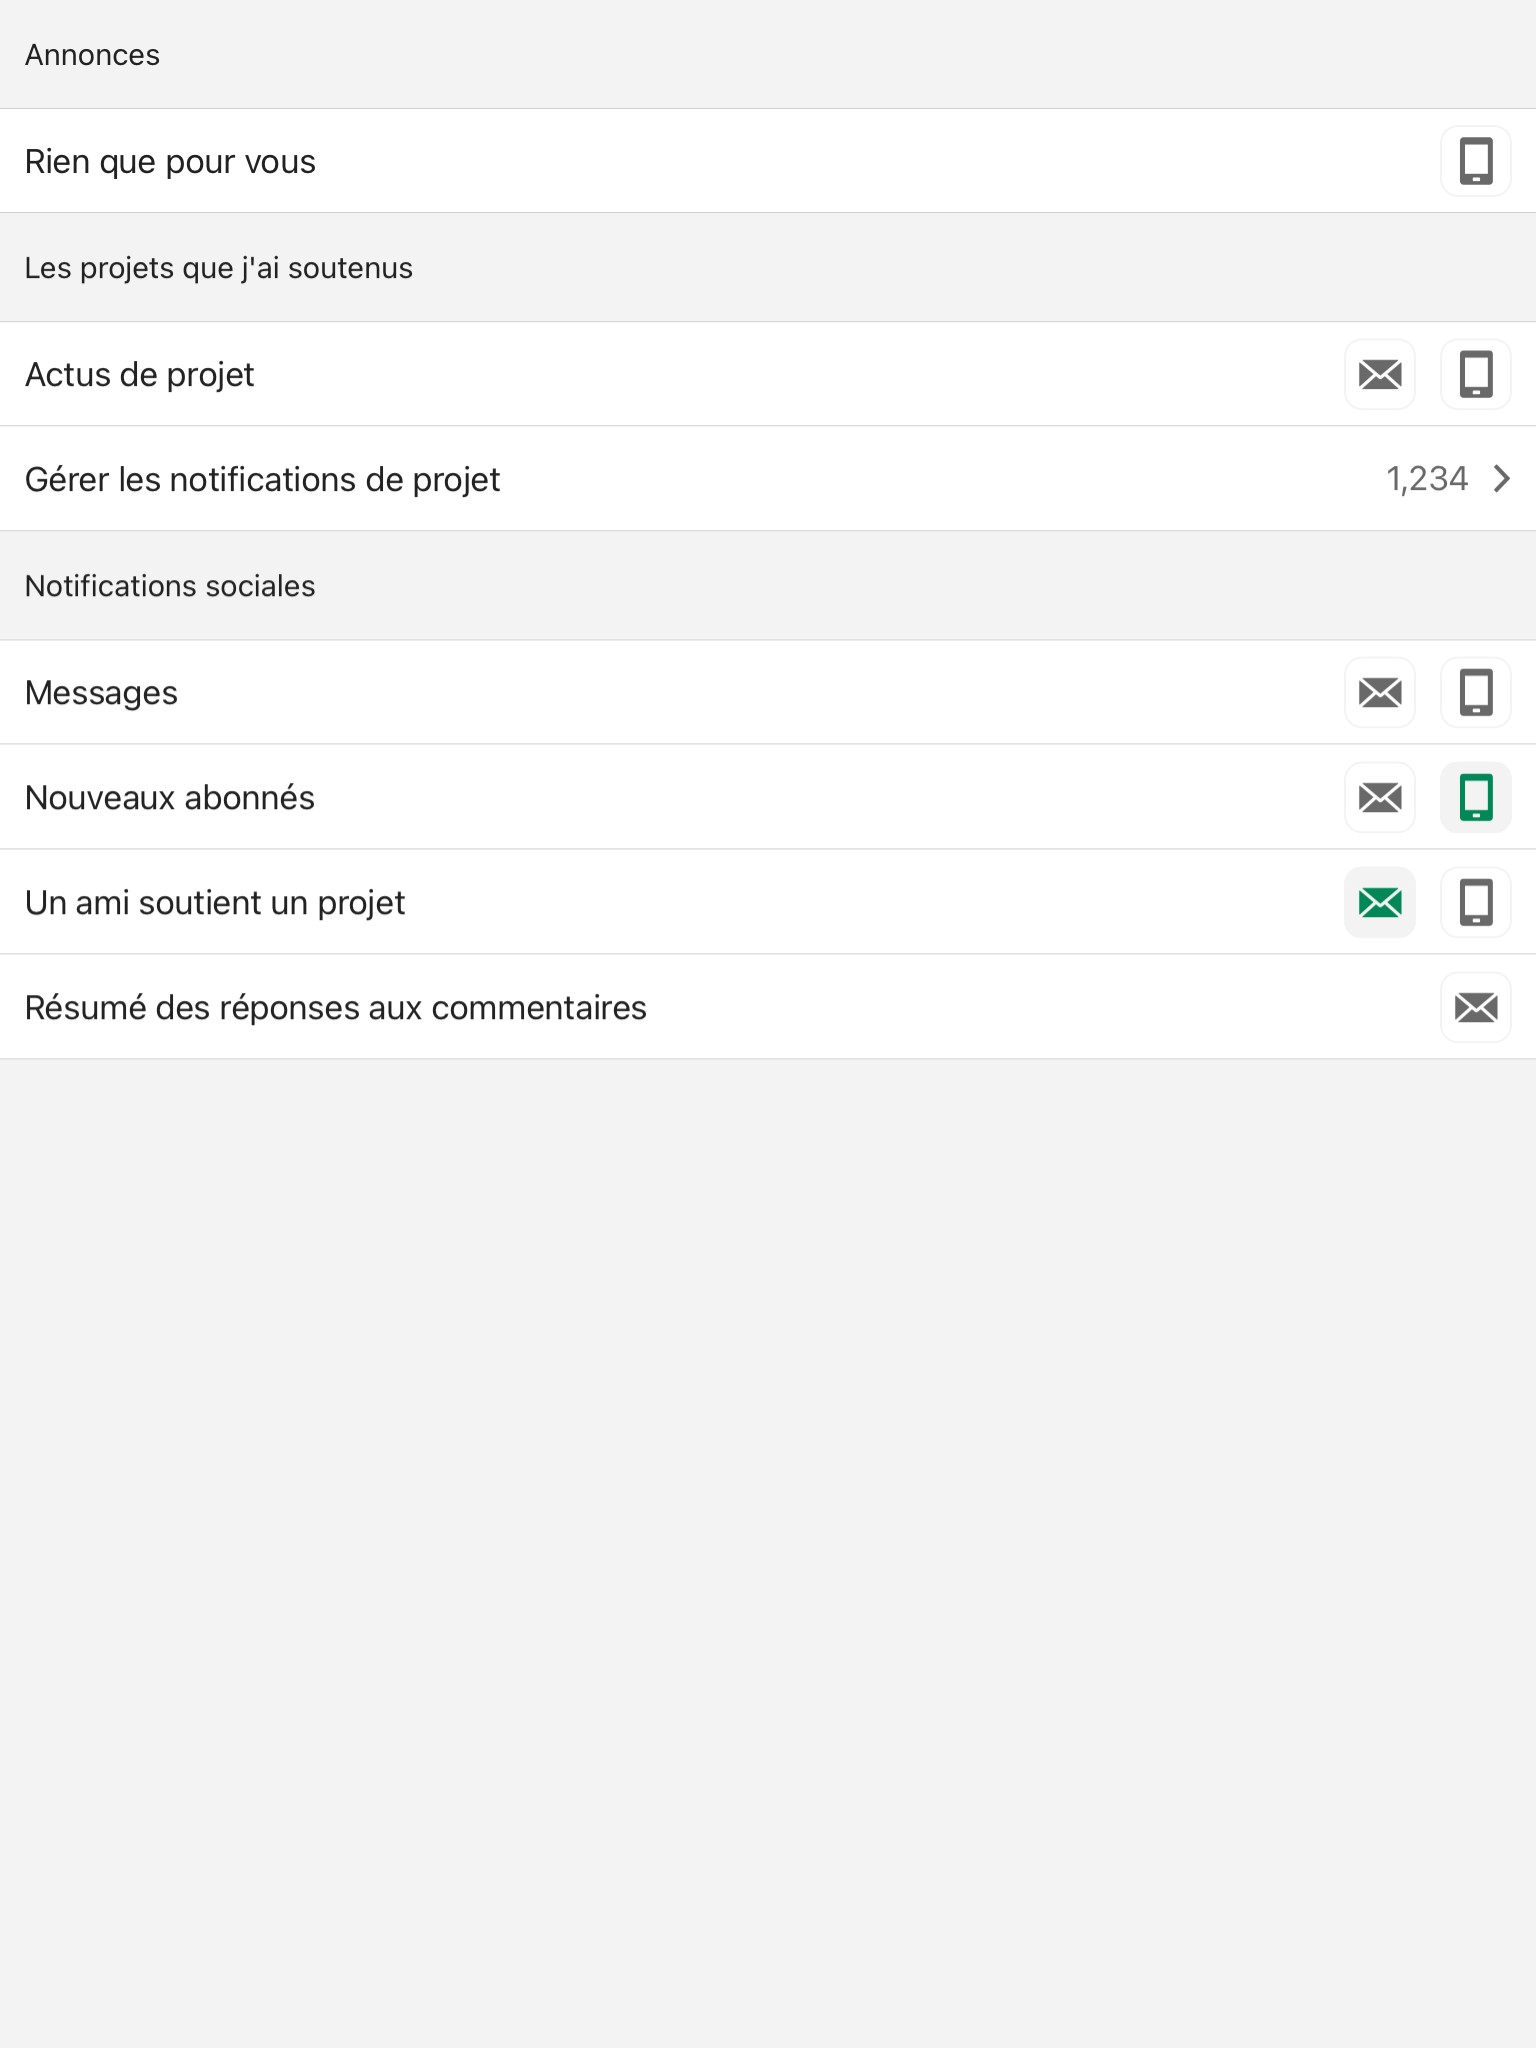 Annonces
Rien que pour vous
Les projets que j'ai soutenus
Actus de projet
Gérer les notifications de projet 1,234
Notifications sociales
Messages
Nouveaux abonnés
Un ami soutient un projet
Résumé des réponses aux commentaires